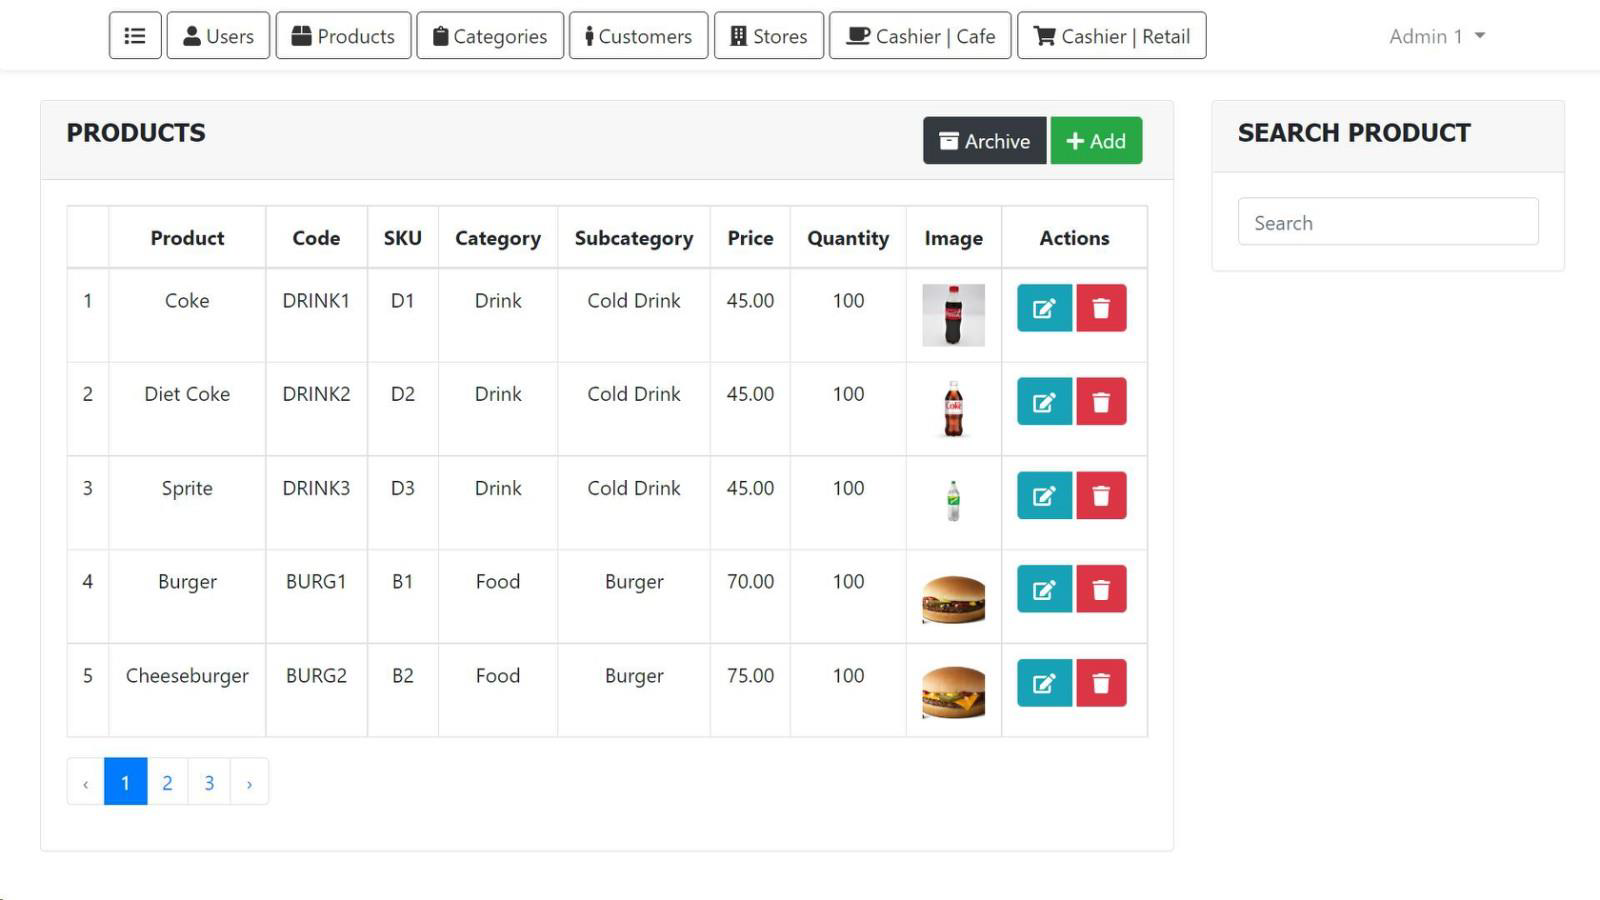 Users Products Categories Customers Stores Cashier | Cafe Cashier | Retail Admin 1
PRODUCTS Archive Add
SEARCH PRODUCT
Search
Product Code SKU Category Subcategory Price Quantity Image Actions
1 Coke DRINK1 D1 Drink Cold Drink 45.00 100
2 Diet Coke DRINK2 D2 Drink Cold Drink 45.00 100
3 Sprite DRINK3 D3 Drink Cold Drink 45.00 100
4 Burger BURG1 B1 Food Burger 70.00 100
5 Cheeseburger BURG2 B2 Food Burger 75.00 100
‹ 1 2 3 ›